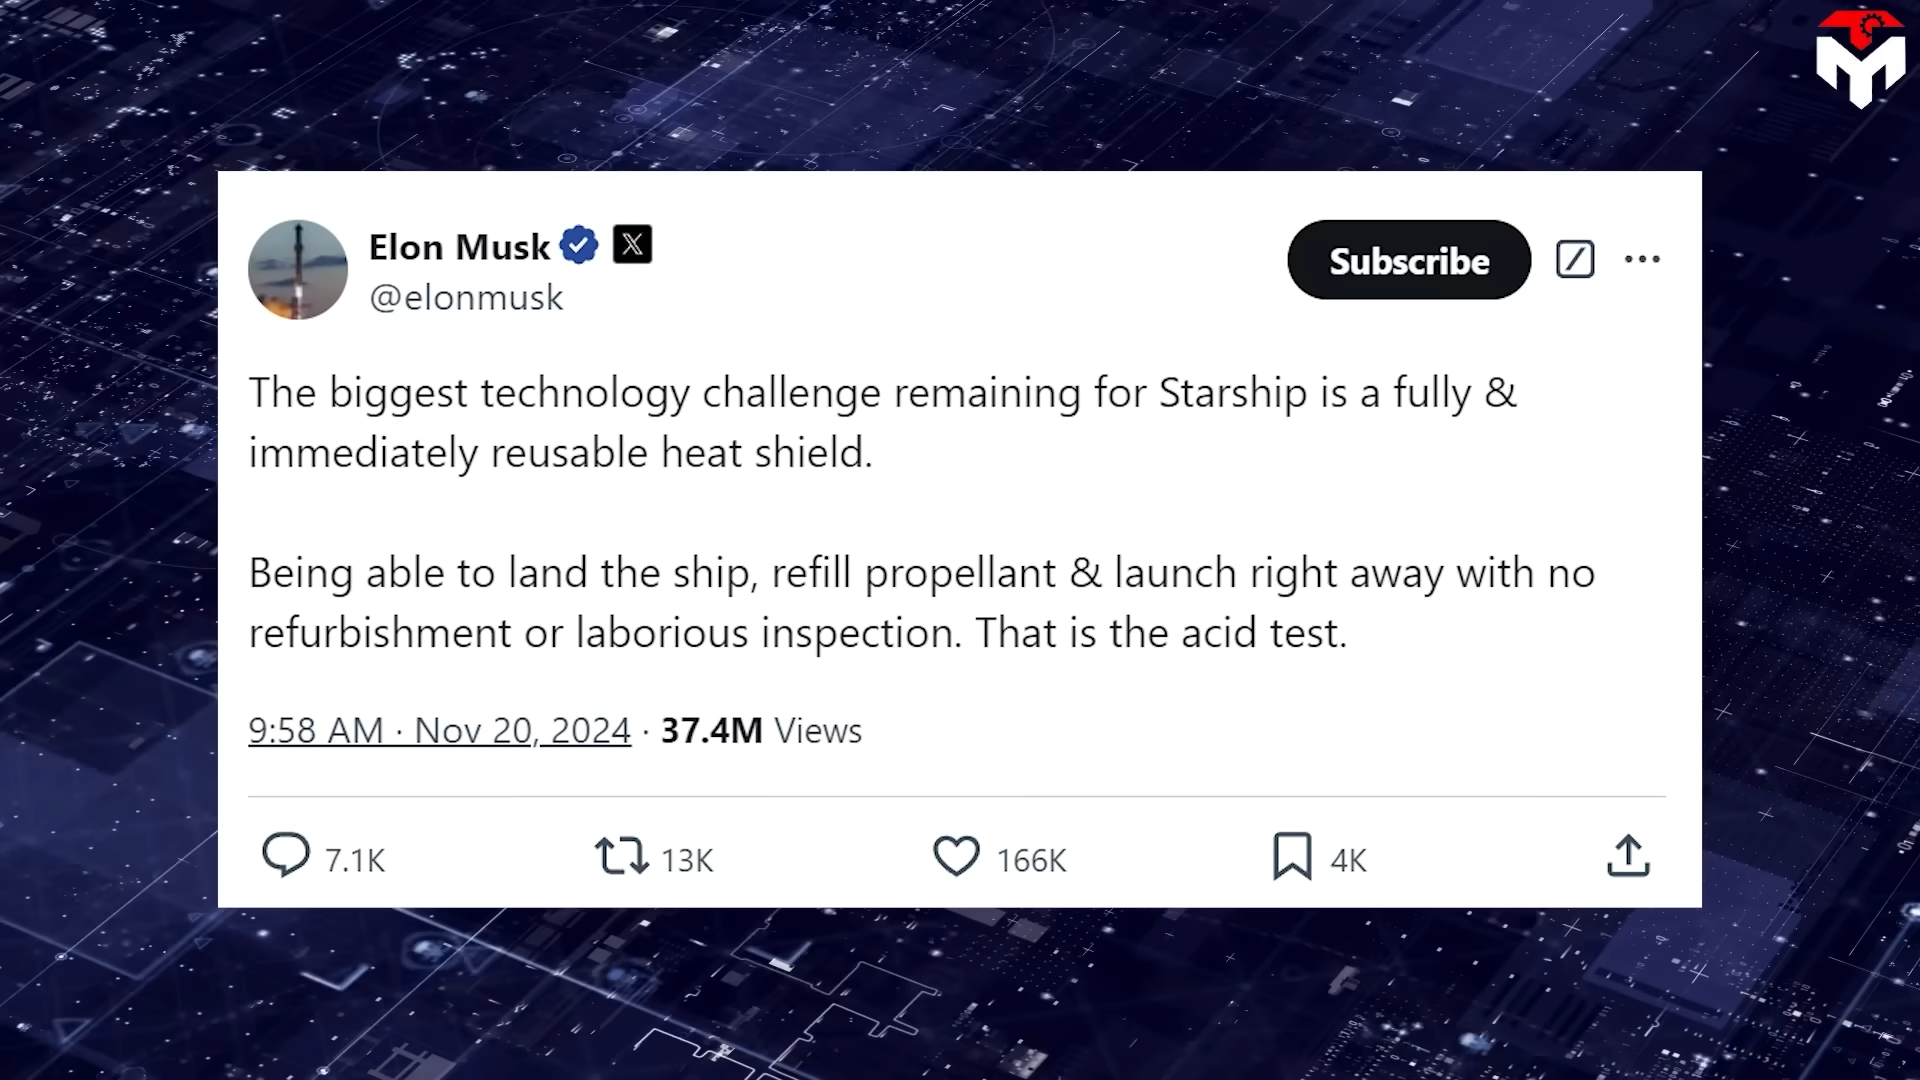 Elon Musk
@elonmusk
Subscribe
The biggest technology challenge remaining for Starship is a fully &
immediately reusable heat shield.
Being able to land the ship, refill propellant & launch right away with no
refurbishment or laborious inspection. That is the acid test.
9:58 AM · Nov 20, 2024 · 37.4M Views
7.1K 13K 166K 4K